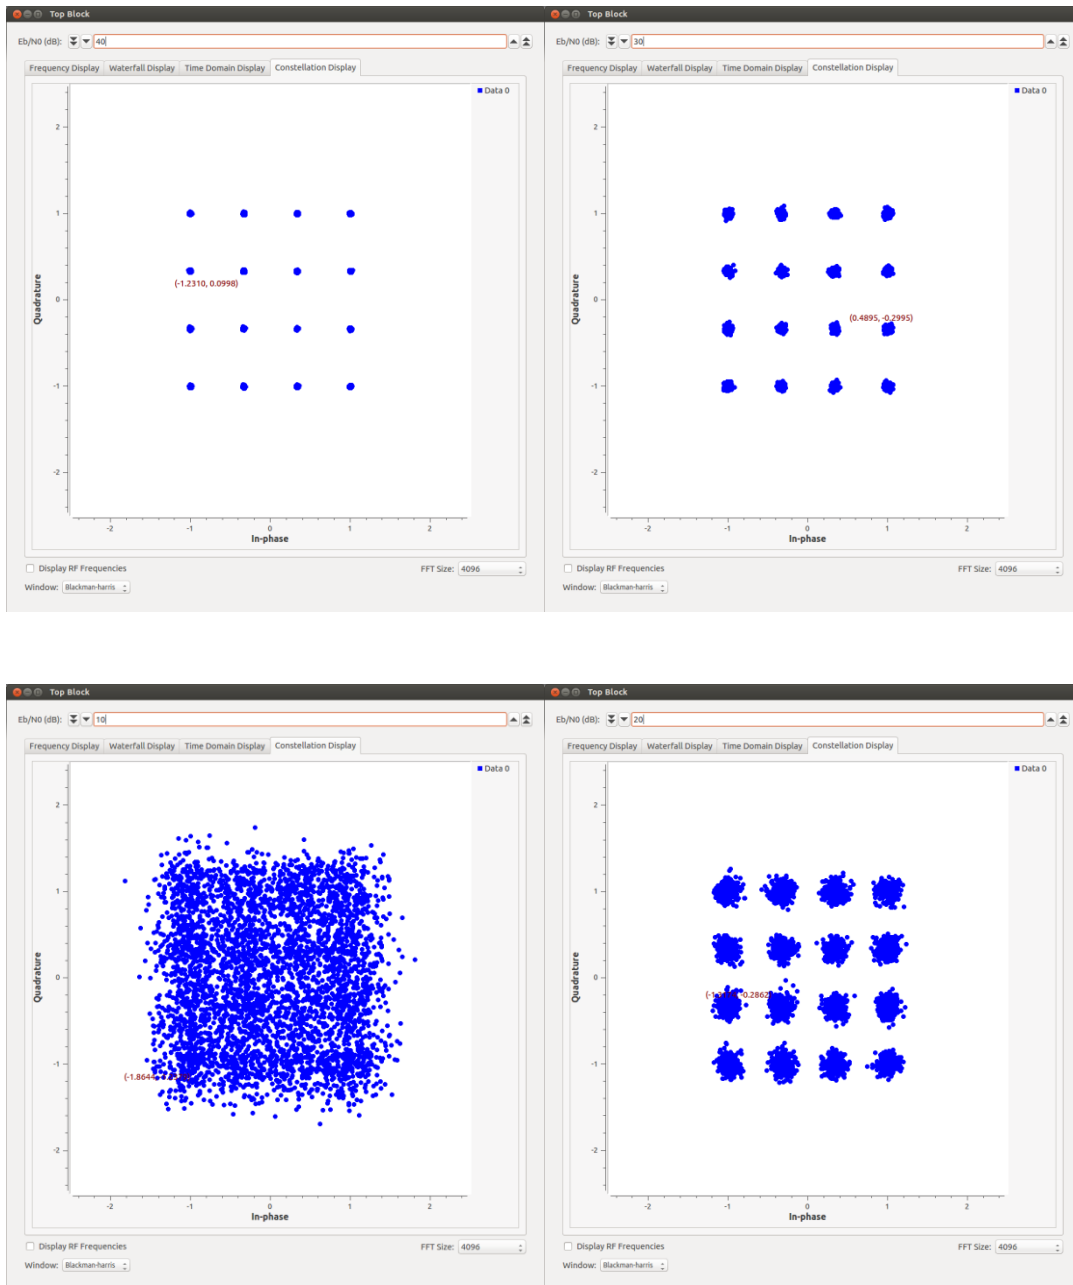 Top Block
Eb/N0 (dB): 40
Frequency Display Waterfall Display Time Domain Display Constellation Display
Data 0
2
1
0
-1
-2
Quadrature
(-1.2310, 0.0998)
-2 -1 0 1 2
In-phase
Display RF Frequencies FFT Size: 4096
Window: Blackman-harris
Top Block
Eb/N0 (dB): 30
Frequency Display Waterfall Display Time Domain Display Constellation Display
Data 0
2
1
0
-1
-2
Quadrature
(0.4895, -0.2995)
-2 -1 0 1 2
In-phase
Display RF Frequencies FFT Size: 4096
Window: Blackman-harris
Top Block
Eb/N0 (dB): 10
Frequency Display Waterfall Display Time Domain Display Constellation Display
Data 0
2
1
0
-1
-2
Quadrature
(-1.8644,
-2 -1 0 1 2
In-phase
Display RF Frequencies FFT Size: 4096
Window: Blackman-harris
Top Block
Eb/N0 (dB): 20
Frequency Display Waterfall Display Time Domain Display Constellation Display
Data 0
2
1
0
-1
-2
Quadrature
-0.2862)
-2 -1 0 1 2
In-phase
Display RF Frequencies FFT Size: 4096
Window: Blackman-harris